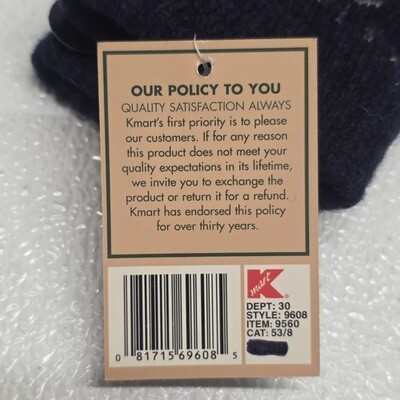 OUR POLICY TO YOU
QUALITY SATISFACTION ALWAYS
Kmart's first priority is to please
our customers. If for any reason
this product does not meet your
quality expectations in its lifetime,
we invite you to exchange the
product or return it for a refund.
Kmart has endorsed this policy
for over thirty years.
K
mart
DEPT: 30
STYLE: 9608
ITEM: 9560
CAT: 53/8
0 81715 69608 5